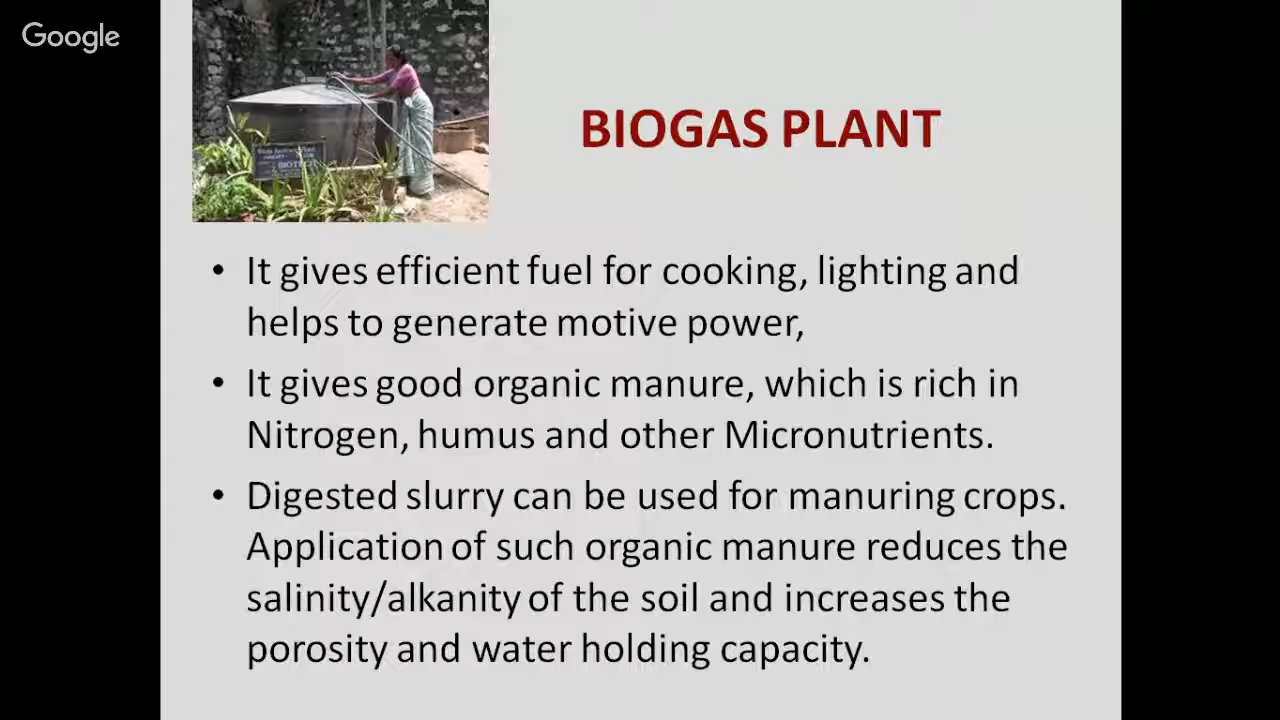 Google
BIOTECH
BIOGAS PLANT
• It gives efficient fuel for cooking, lighting and
helps to generate motive power,
• It gives good organic manure, which is rich in
Nitrogen, humus and other Micronutrients.
• Digested slurry can be used for manuring crops.
Application of such organic manure reduces the
salinity/alkanity of the soil and increases the
porosity and water holding capacity.